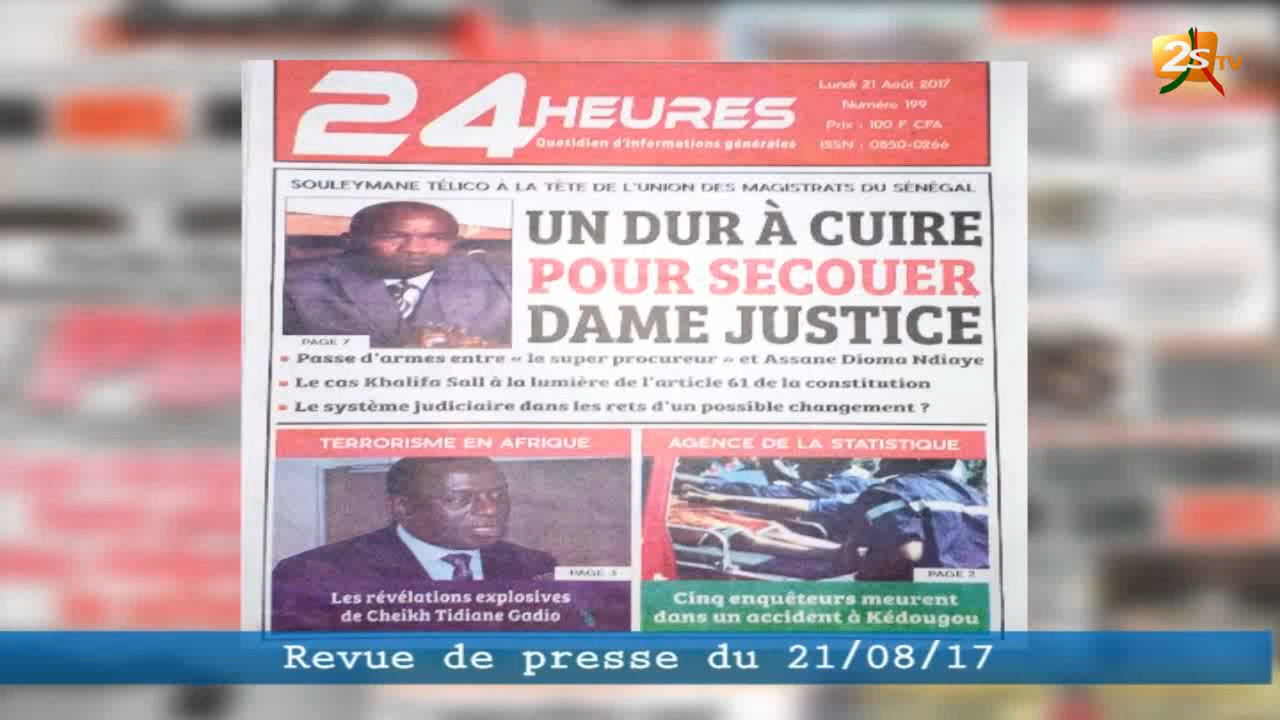 2STV
24 HEURES
Quotidien d'Informations générales
Lundi 21 Août 2017
Numéro 199
Prix : 100 F CFA
ISSN : 0850-0266
SOULEYMANE TÉLICO À LA TÊTE DE L'UNION DES MAGISTRATS DU SÉNÉGAL
UN DUR À CUIRE
POUR SECOUER
DAME JUSTICE
PAGE 7
Passe d'armes entre « le super procureur » et Assane Dioma Ndiaye
Le cas Khalifa Sall à la lumière de l'article 61 de la constitution
Le système judiciaire dans les rets d'un possible changement ?
TERRORISME EN AFRIQUE
PAGE 3
Les révélations explosives
de Cheikh Tidiane Gadio
AGENCE DE LA STATISTIQUE
PAGE 2
Cinq enquêteurs meurent
dans un accident à Kédougou
Revue de presse du 21/08/17